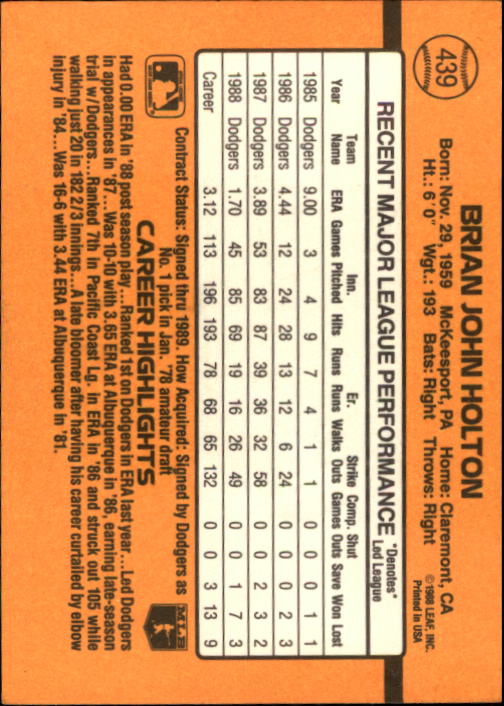 439
BRIAN JOHN HOLTON
Born: Nov. 29, 1959 McKeesport, PA Home: Claremont, CA
Ht.: 6' 0" Wgt.: 193 Bats: Right Throws: Right
©1988 LEAF, INC.
Printed in USA
RECENT MAJOR LEAGUE PERFORMANCE *Denotes* Led League
Year Team Name ERA Games Inn. Pitched Hits Runs Er. Runs Walks Strike Outs Comp. Games Shut Outs Save Won Lost
1985 Dodgers 9.00 3 4 9 7 4 1 1 0 0 0 1 1
1986 Dodgers 4.44 12 24 28 13 12 6 24 0 0 0 2 3
1987 Dodgers 3.89 53 83 87 39 36 32 58 0 0 2 3 2
1988 Dodgers 1.70 45 85 69 19 16 26 49 0 0 1 7 3
Career 3.12 113 196 193 78 68 65 132 0 0 3 13 9
Contract Status: Signed thru 1989. How Acquired: Signed by Dodgers as
No. 1 pick in Jan. '78 amateur draft
MLB
CAREER HIGHLIGHTS
Had 0.00 ERA in '88 post season play...Ranked 1st on Dodgers in ERA last year...Led Dodgers
in appearances in '87...Was 10-10 with 3.65 ERA at Albuquerque in '86, earning late-season
trial w/Dodgers...Ranked 7th in Pacific Coast Lg. in ERA in '86 and struck out 105 while
walking just 20 in 182 2/3 innings...A late bloomer after having his career curtailed by elbow
injury in '84...Was 16-6 with 3.44 ERA at Albuquerque in '81.